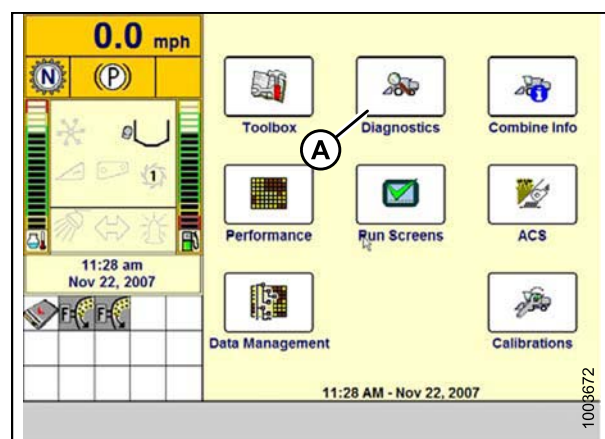 0.0 mph
N (P)
1
11:28 am
Nov 22, 2007
F F
Toolbox Diagnostics Combine Info
A
Performance Run Screens ACS
Data Management Calibrations
11:28 AM - Nov 22, 2007
1003672